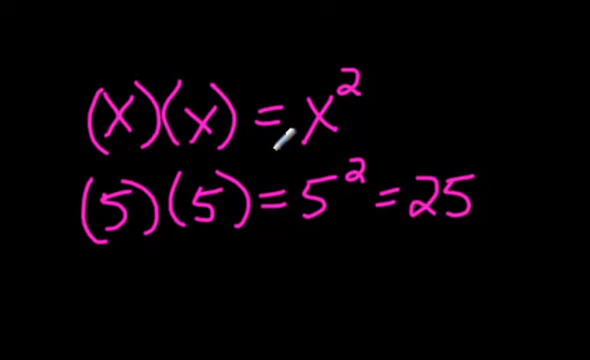 (x)(x) = x²
(5)(5) = 5² = 25